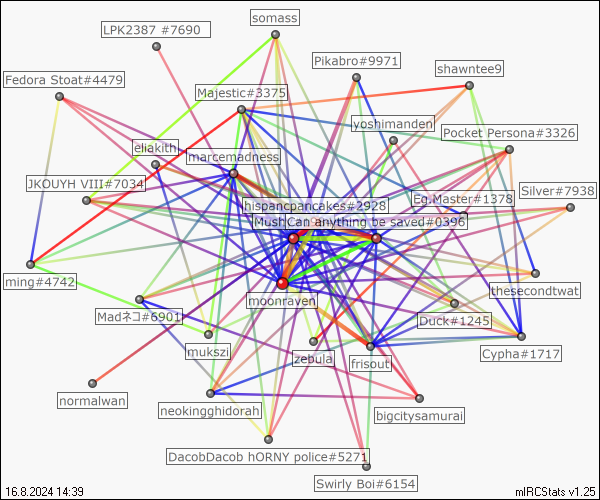 somass
LPK2387 #7690
Pikabro#9971
shawntee9
Fedora Stoat#4479
Majestic#3375
yoshimanden
Pocket Persona#3326
eliakith
marcemadness
JKOUYH VIII#7034
Silver#7938
Eg.Master#1378
hispancpancakes#2928
MushCan anything be saved#0396
ming#4742
thesecondtwat
moonraven
Madネコ#6901
Duck#1245
mukszi
zebula
frisout
Cypha#1717
normalwan
neokingghidorah
bigcitysamurai
DacobDacob hORNY police#5271
Swirly Boi#6154
16.8.2024 14:39
mIRCStats v1.25